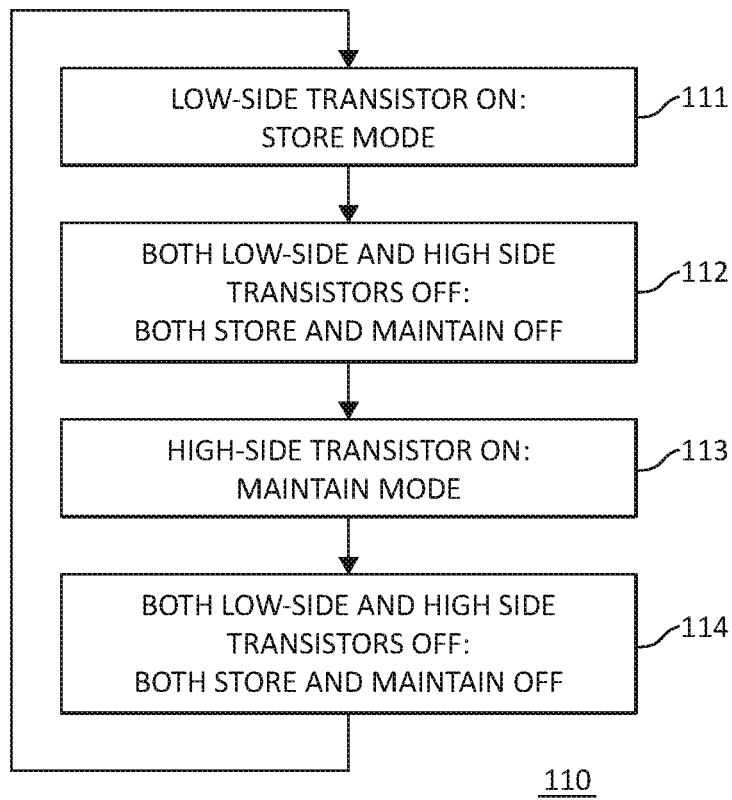 LOW-SIDE TRANSISTOR ON:
STORE MODE
111
BOTH LOW-SIDE AND HIGH SIDE
TRANSISTORS OFF:
BOTH STORE AND MAINTAIN OFF
112
HIGH-SIDE TRANSISTOR ON:
MAINTAIN MODE
113
BOTH LOW-SIDE AND HIGH SIDE
TRANSISTORS OFF:
BOTH STORE AND MAINTAIN OFF
114
110